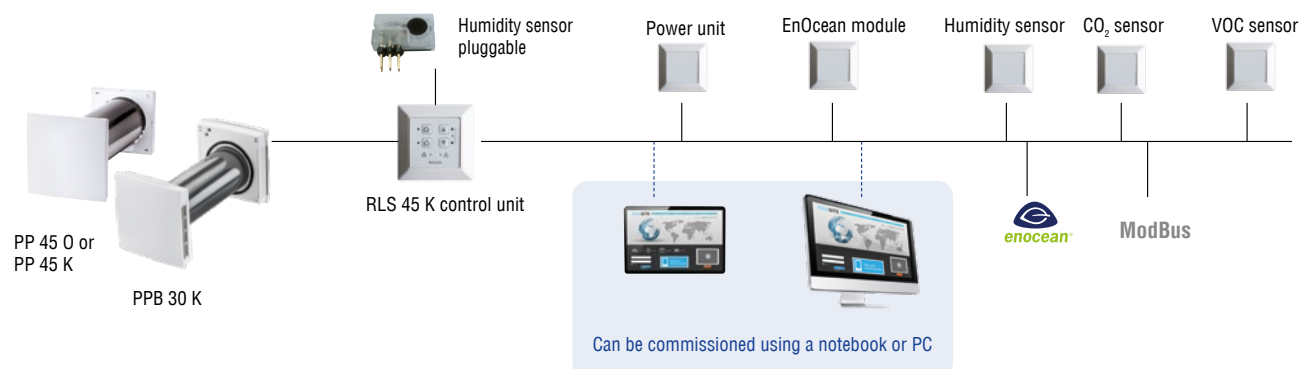 Humidity sensor
pluggable
Power unit
EnOcean module
Humidity sensor
CO₂ sensor
VOC sensor
RLS 45 K control unit
PP 45 O or
PP 45 K
PPB 30 K
enocean®
ModBus
Can be commissioned using a notebook or PC